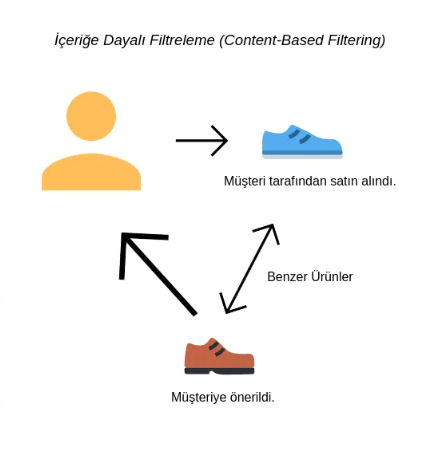 İçeriğe Dayalı Filtreleme (Content-Based Filtering)
Müşteri tarafından satın alındı.
Benzer Ürünler
Müşteriye önerildi.